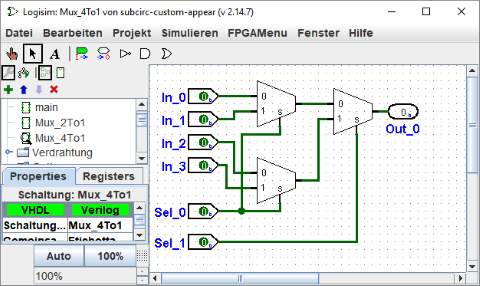 Logisim: Mux_4To1 von subcirc-custom-appear (v 2.14.7)
Datei Bearbeiten Projekt Simulieren FPGAMenu Fenster Hilfe
A
main
Mux_2To1
Mux_4To1
Verdrahtung
Properties Registers
Schaltung: Mux_4To1
VHDL Verilog
Schaltung... Mux_4To1
Gemeinsa... Etichetta
Auto 100%
100%
In_0 0
In_1 0
In_2 0
In_3 0
Sel_0 0
Sel_1 0
0
1 s
0
1 s
0
1 s
0
Out_0